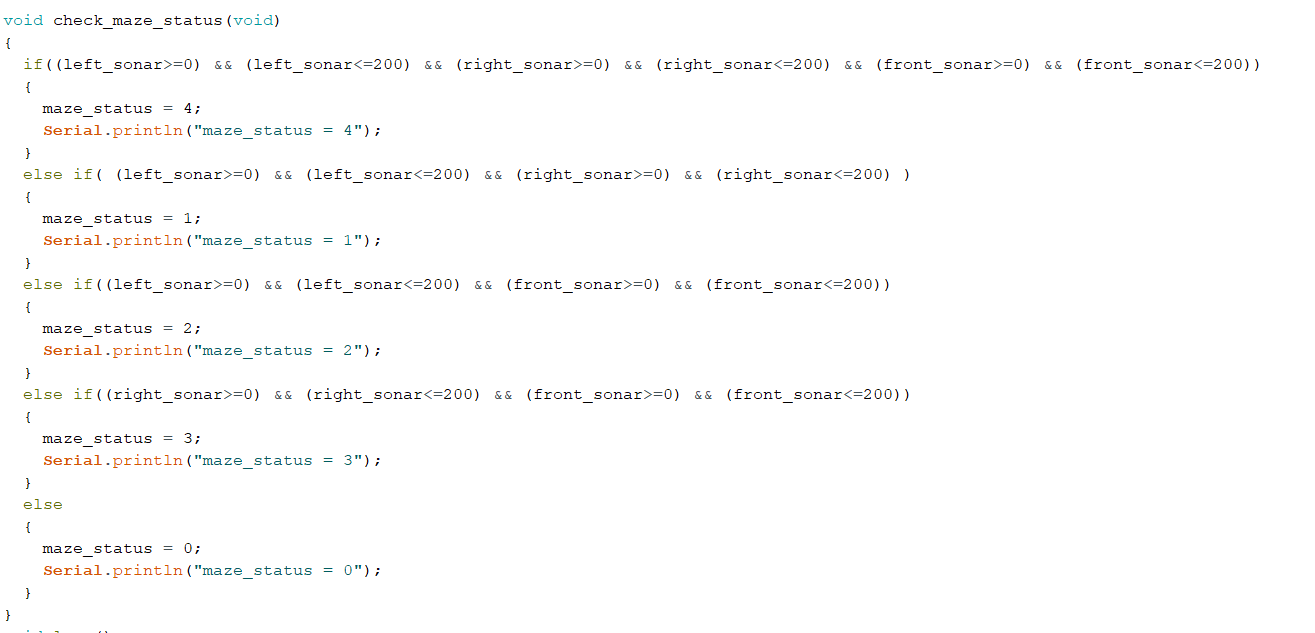 void check_maze_status(void)
{
  if((left_sonar>=0) && (left_sonar<=200) && (right_sonar>=0) && (right_sonar<=200) && (front_sonar>=0) && (front_sonar<=200))
  {
    maze_status = 4;
    Serial.println("maze_status = 4");
  }
  else if( (left_sonar>=0) && (left_sonar<=200) && (right_sonar>=0) && (right_sonar<=200) )
  {
    maze_status = 1;
    Serial.println("maze_status = 1");
  }
  else if((left_sonar>=0) && (left_sonar<=200) && (front_sonar>=0) && (front_sonar<=200))
  {
    maze_status = 2;
    Serial.println("maze_status = 2");
  }
  else if((right_sonar>=0) && (right_sonar<=200) && (front_sonar>=0) && (front_sonar<=200))
  {
    maze_status = 3;
    Serial.println("maze_status = 3");
  }
  else
  {
    maze_status = 0;
    Serial.println("maze_status = 0");
  }
}